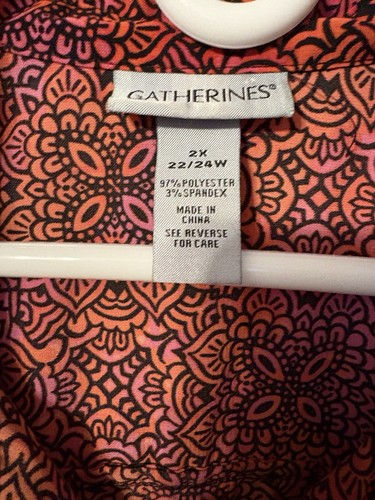 CATHERINES®
2X
22/24W
97% POLYESTER
3% SPANDEX
MADE IN
CHINA
SEE REVERSE
FOR CARE